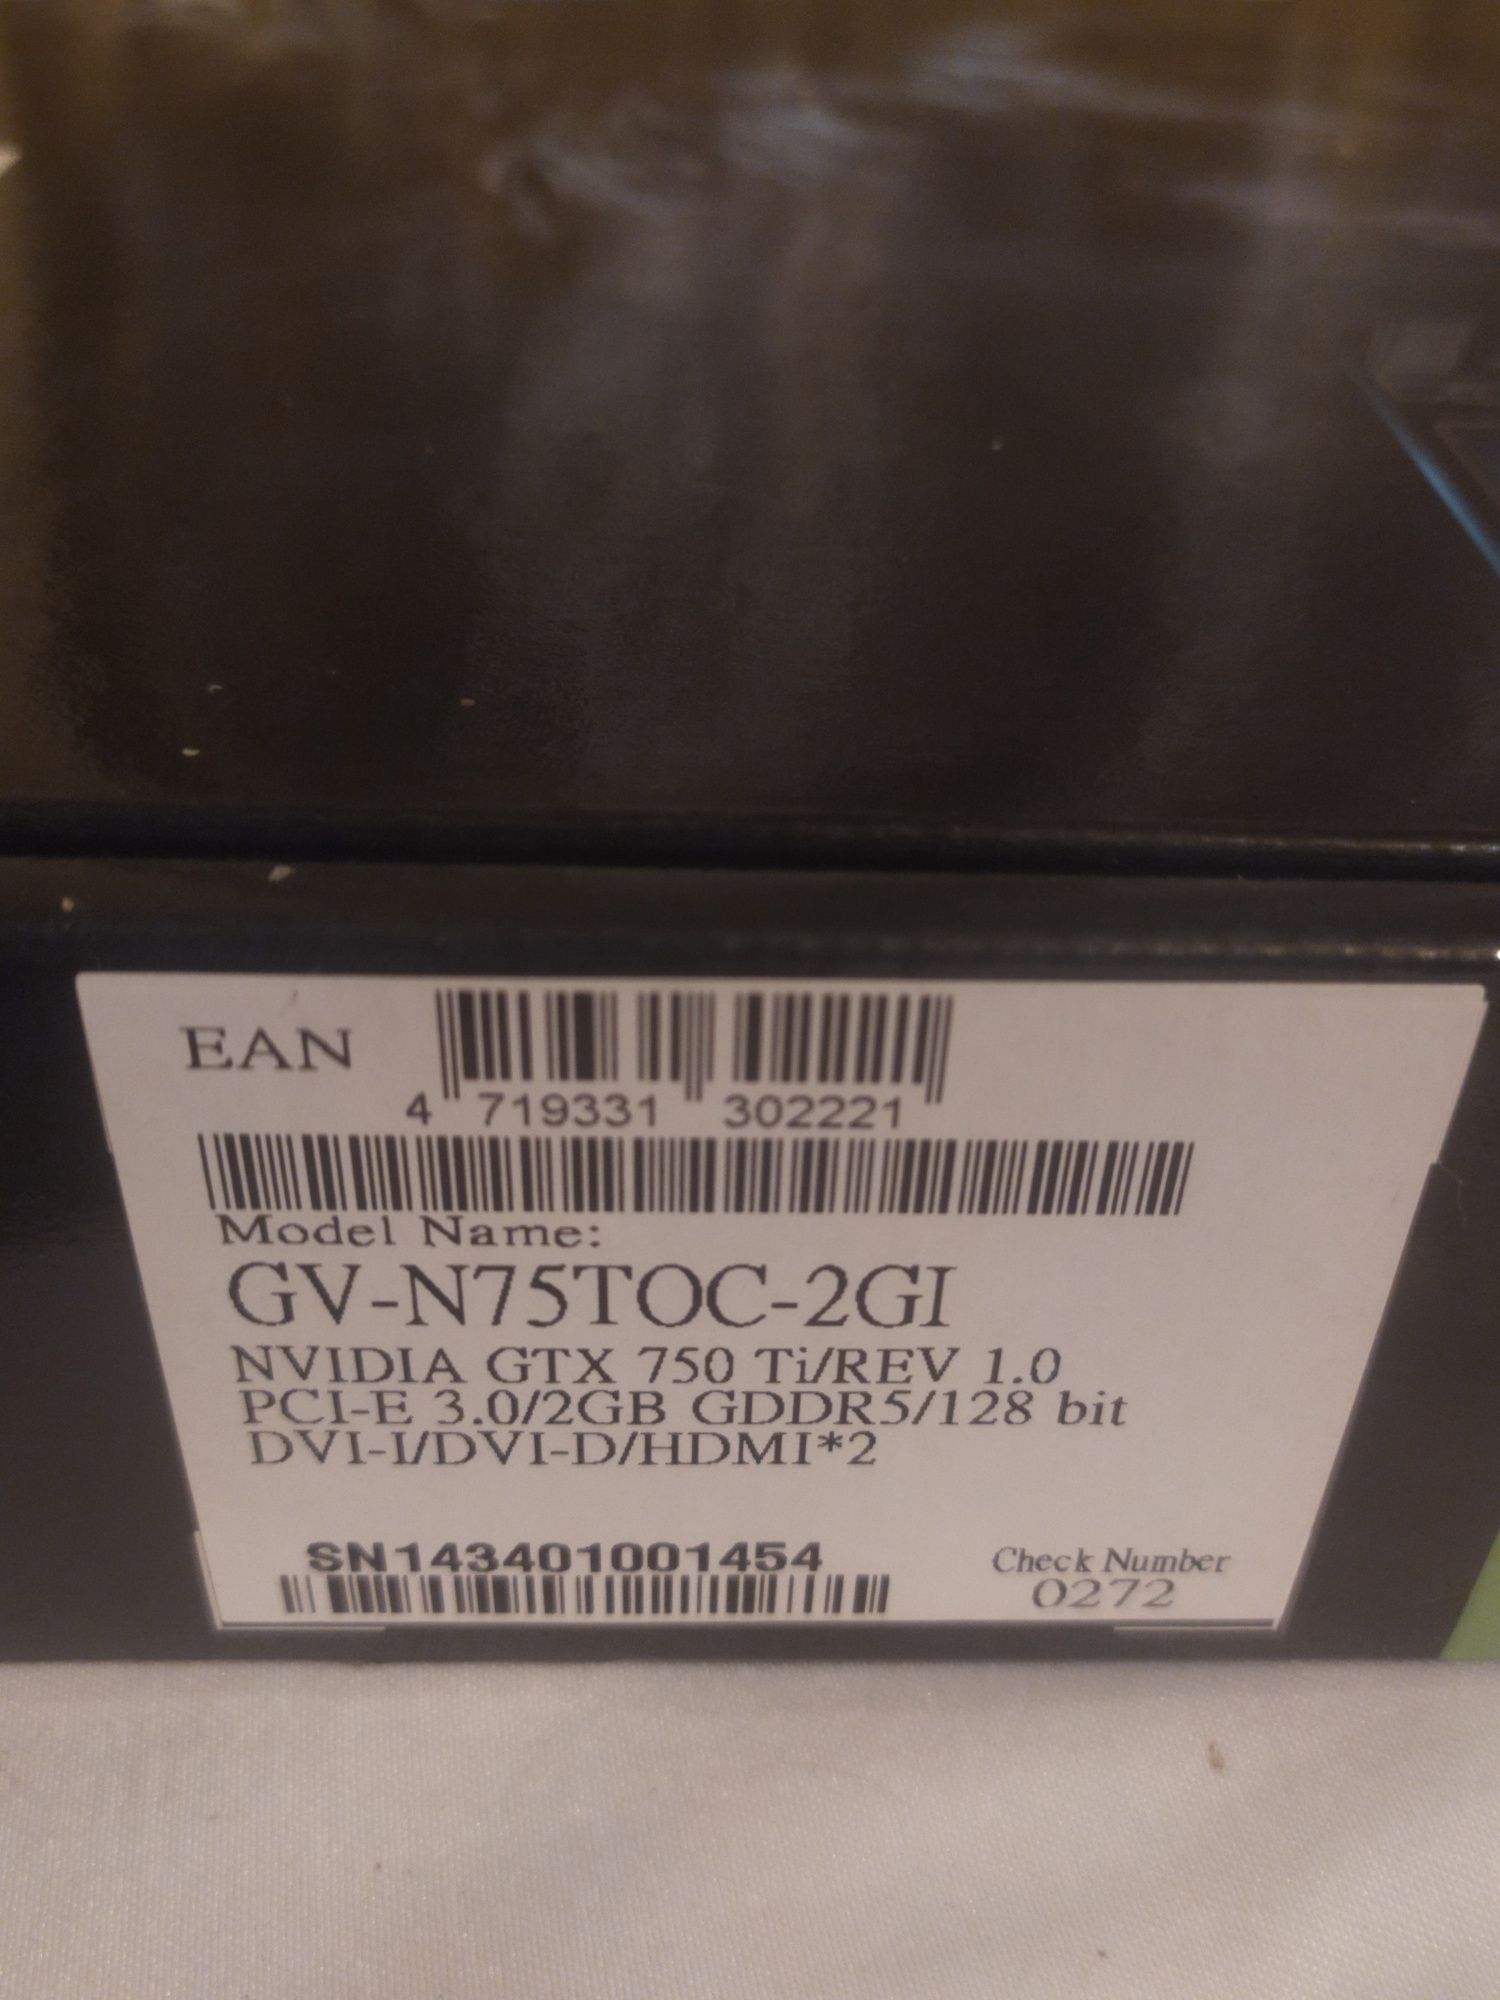 EAN
4 719331 302221
Model Name:
GV-N75TOC-2GI
NVIDIA GTX 750 Ti/REV 1.0
PCI-E 3.0/2GB GDDR5/128 bit
DVI-I/DVI-D/HDMI*2
SN143401001454
Check Number
0272